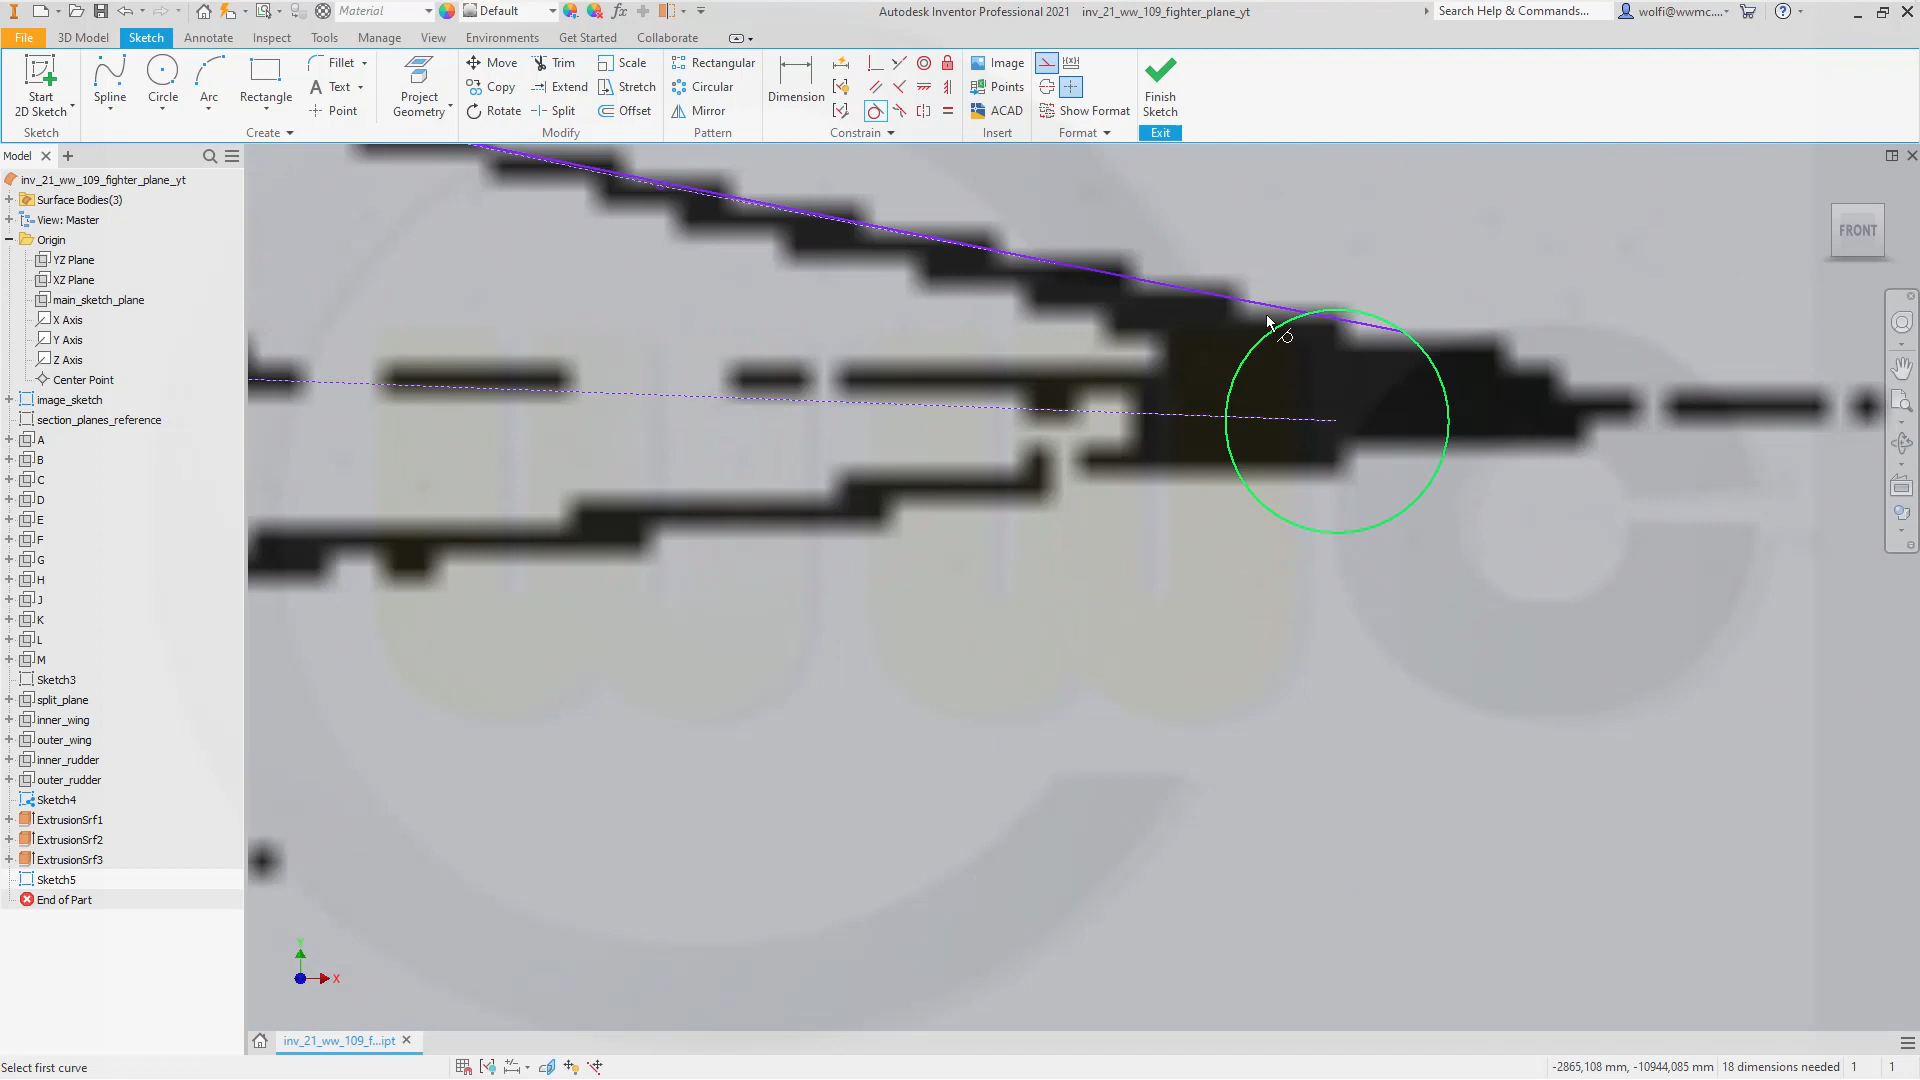 Material
Default
Autodesk Inventor Professional 2021 inv_21_ww_109_fighter_plane_yt
Search Help & Commands...
wolfi@wwmc....
File 3D Model Sketch Annotate Inspect Tools Manage View Environments Get Started Collaborate
Start
2D Sketch
Sketch
Spline
Circle
Arc
Rectangle
Fillet
Text
Point
Create
Project
Geometry
Move
Copy
Rotate
Trim
Extend
Split
Scale
Stretch
Offset
Modify
Rectangular
Circular
Mirror
Pattern
Dimension
Constrain
Image
Points
ACAD
Insert
Show Format
Format
Finish
Sketch
Exit
Model
inv_21_ww_109_fighter_plane_yt
Surface Bodies(3)
View: Master
Origin
YZ Plane
XZ Plane
main_sketch_plane
X Axis
Y Axis
Z Axis
Center Point
image_sketch
section_planes_reference
A
B
C
D
E
F
G
H
J
K
L
M
Sketch3
split_plane
inner_wing
outer_wing
inner_rudder
outer_rudder
Sketch4
ExtrusionSrf1
ExtrusionSrf2
ExtrusionSrf3
Sketch5
End of Part
FRONT
Y
X
inv_21_ww_109_f...ipt
Select first curve
-2865,108 mm, -10944,085 mm 18 dimensions needed 1 1